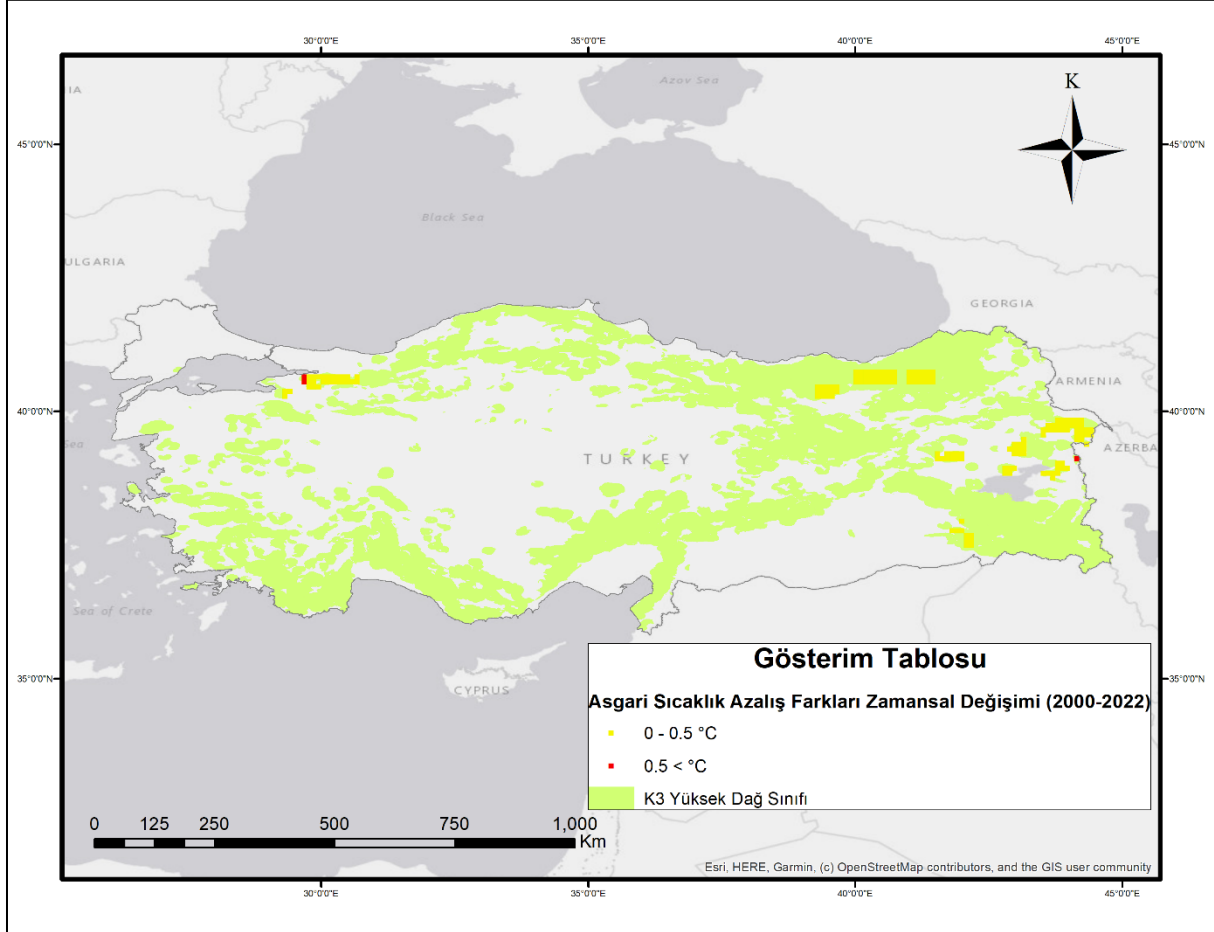 30°0'0"E 35°0'0"E 40°0'0"E 45°0'0"E
Azov Sea
IA
K
45°0'0"N 45°0'0"N
Black Sea
ULGARIA
GEORGIA
ARMENIA
40°0'0"N 40°0'0"N
Sea
AZERBA
TURKEY
Sea of Crete
35°0'0"N 35°0'0"N
CYPRUS
Gösterim Tablosu
Asgari Sıcaklık Azalış Farkları Zamansal Değişimi (2000-2022)
0 - 0.5 °C
0.5 < °C
K3 Yüksek Dağ Sınıfı
0 125 250 500 750 1,000
Km
Esri, HERE, Garmin, (c) OpenStreetMap contributors, and the GIS user community
30°0'0"E 35°0'0"E 40°0'0"E 45°0'0"E